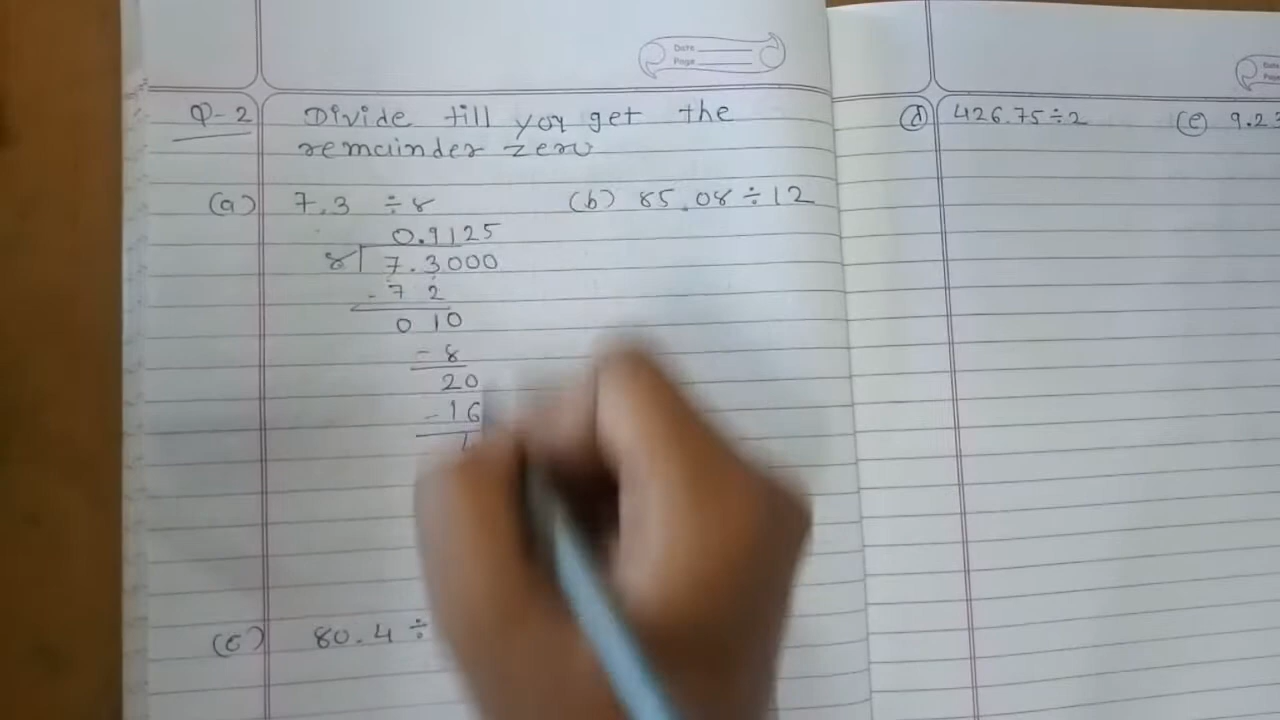 Date
Page
Q-2 Divide till you get the
remainder zero
(a) 7.3 ÷ 8
0.9125
8 7.3000
- 7 2
0 10
- 8
20
- 16
(b) 85.08 ÷ 12
(c) 80.4 ÷
(d) 426.75 ÷ 2
(e) 9.23